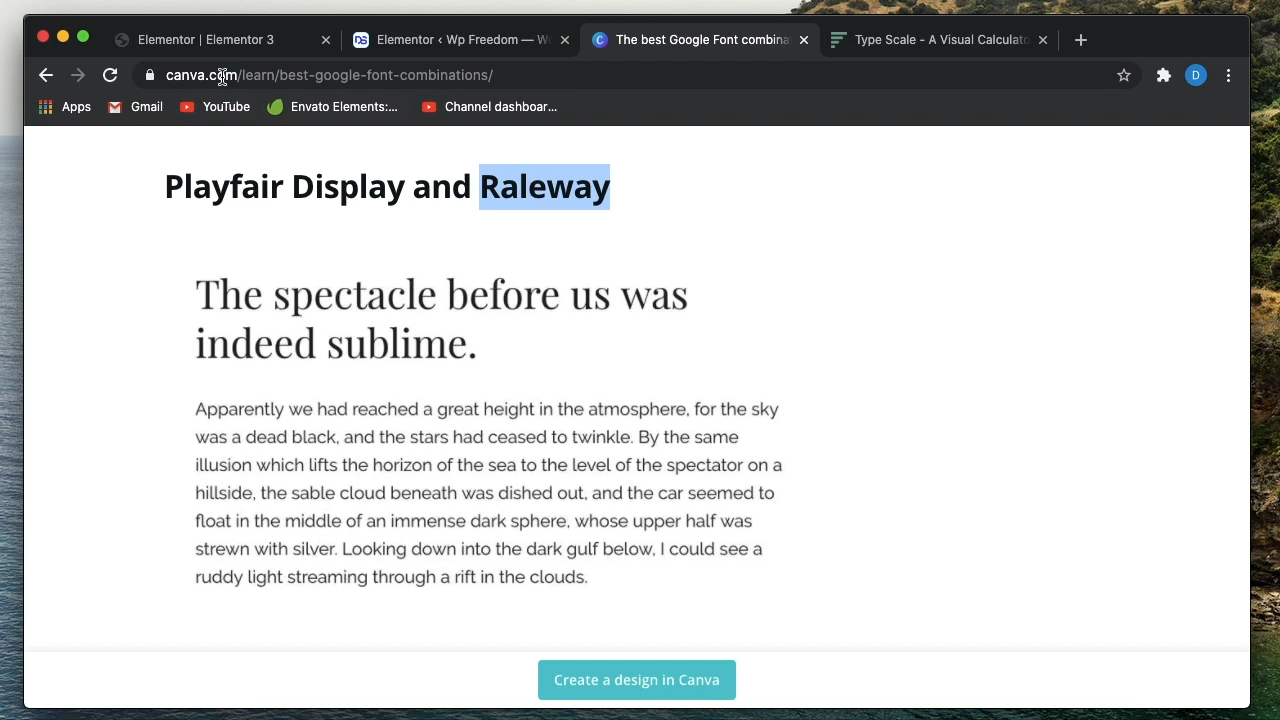 Elementor | Elementor 3
Elementor ‹ Wp Freedom — W
The best Google Font combina
Type Scale - A Visual Calculato
canva.com/learn/best-google-font-combinations/
D
Apps
Gmail
YouTube
Envato Elements:...
Channel dashboar...
Playfair Display and Raleway
The spectacle before us was
indeed sublime.
Apparently we had reached a great height in the atmosphere, for the sky
was a dead black, and the stars had ceased to twinkle. By the same
illusion which lifts the horizon of the sea to the level of the spectator on a
hillside, the sable cloud beneath was dished out, and the car seemed to
float in the middle of an immense dark sphere, whose upper half was
strewn with silver. Looking down into the dark gulf below, I could see a
ruddy light streaming through a rift in the clouds.
Create a design in Canva